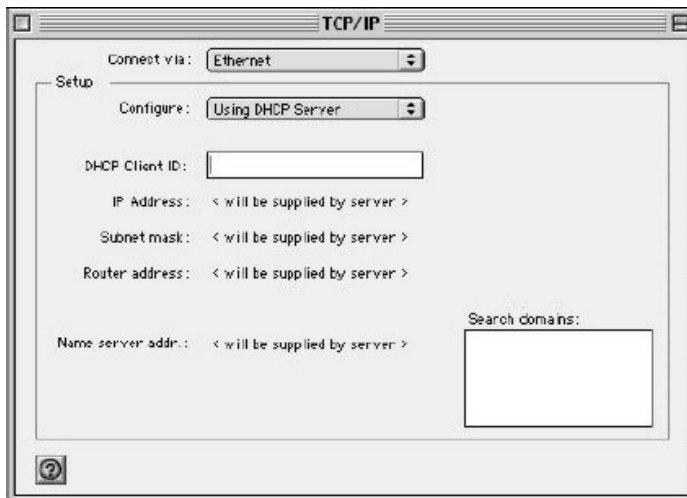 TCP/IP
Connect via: Ethernet
Setup
Configure: Using DHCP Server
DHCP Client ID:
IP Address: < will be supplied by server >
Subnet mask: < will be supplied by server >
Router address: < will be supplied by server >
Search domains:
Name server addr.: < will be supplied by server >
?